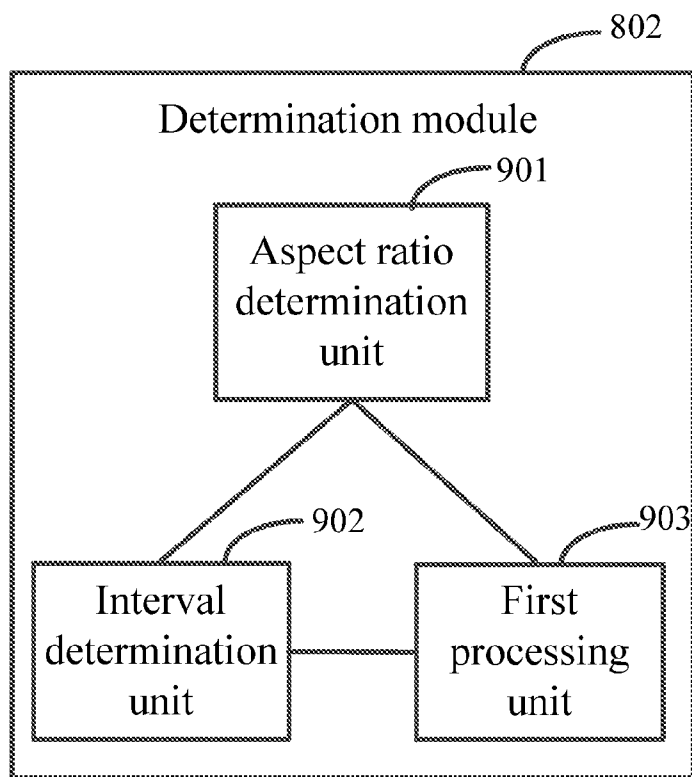 802
Determination module
901
Aspect ratio
determination
unit
902
903
Interval
determination
unit
First
processing
unit